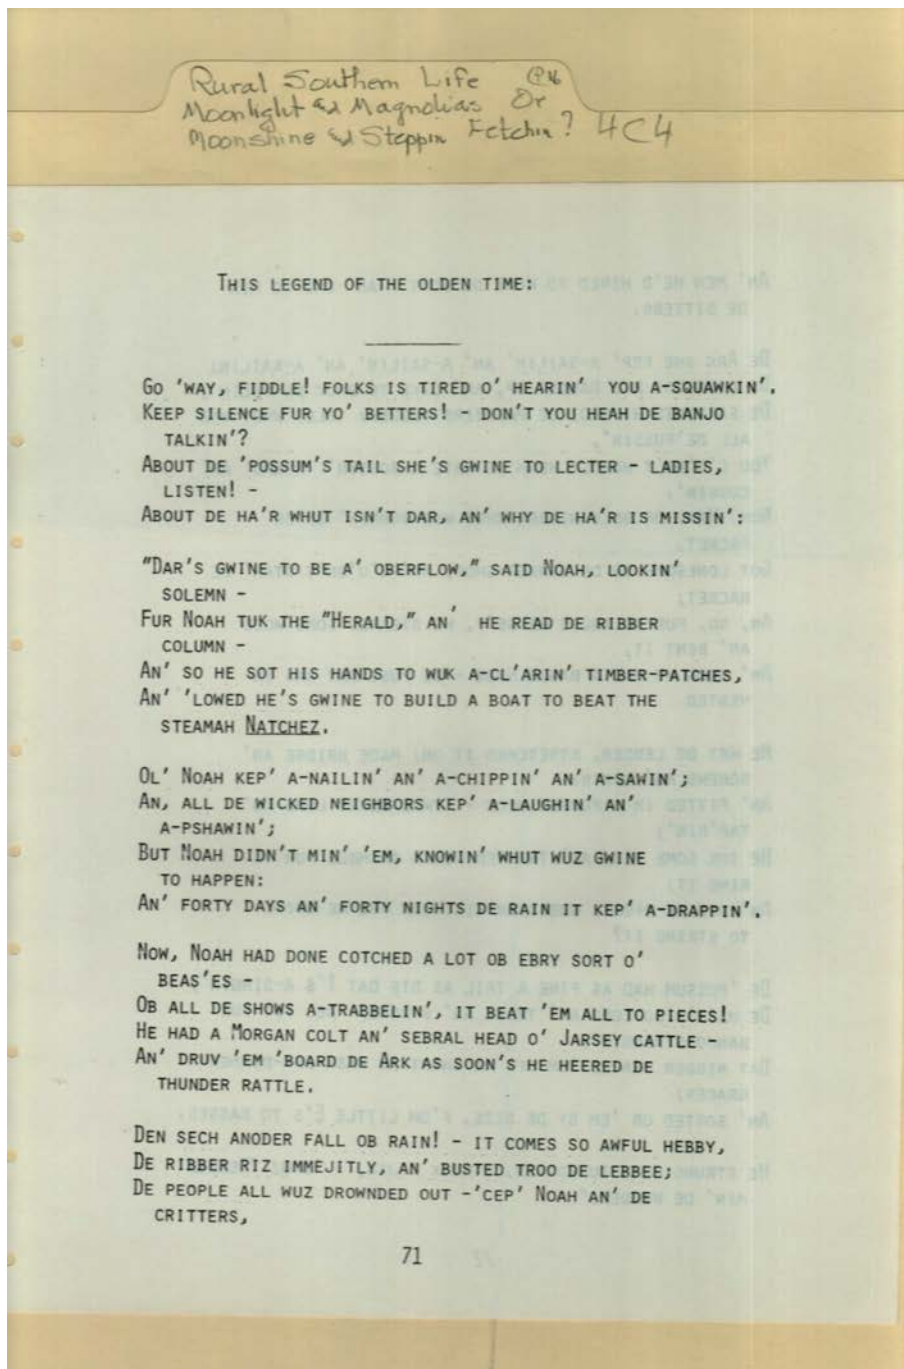 Rural Southern Life
Moonlight & Magnolias Or
Moonshine & Steppin Fetchin? 4C4
THIS LEGEND OF THE OLDEN TIME:
GO 'WAY, FIDDLE! FOLKS IS TIRED O' HEARIN' YOU A-SQUAWKIN'.
KEEP SILENCE FUR YO' BETTERS! - DON'T YOU HEAH DE BANJO
TALKIN'?
ABOUT DE 'POSSUM'S TAIL SHE'S GWINE TO LECTER - LADIES,
LISTEN! -
ABOUT DE HA'R WHUT ISN'T DAR, AN' WHY DE HA'R IS MISSIN':
"DAR'S GWINE TO BE A' OBERFLOW," SAID NOAH, LOOKIN'
SOLEMN -
FUR NOAH TUK THE "HERALD," AN' HE READ DE RIBBER
COLUMN -
AN' SO HE SOT HIS HANDS TO WUK A-CL'ARIN' TIMBER-PATCHES,
AN' 'LOWED HE'S GWINE TO BUILD A BOAT TO BEAT THE
STEAMAH NATCHEZ.
OL' NOAH KEP' A-NAILIN' AN' A-CHIPPIN' AN' A-SAWIN';
AN, ALL DE WICKED NEIGHBORS KEP' A-LAUGHIN' AN'
A-PSHAWIN';
BUT NOAH DIDN'T MIN' 'EM, KNOWIN' WHUT WUZ GWINE
TO HAPPEN:
AN' FORTY DAYS AN' FORTY NIGHTS DE RAIN IT KEP' A-DRAPPIN'.
NOW, NOAH HAD DONE COTCHED A LOT OB EBRY SORT O'
BEAS'ES -
OB ALL DE SHOWS A-TRABBELIN', IT BEAT 'EM ALL TO PIECES!
HE HAD A MORGAN COLT AN' SEBRAL HEAD O' JARSEY CATTLE -
AN' DRUV 'EM 'BOARD DE ARK AS SOON'S HE HEERED DE
THUNDER RATTLE.
DEN SECH ANODER FALL OB RAIN! - IT COMES SO AWFUL HEBBY,
DE RIBBER RIZ IMMEJITLY, AN' BUSTED TROO DE LEBBEE;
DE PEOPLE ALL WUZ DROWNDED OUT -'CEP' NOAH AN' DE
CRITTERS,
71